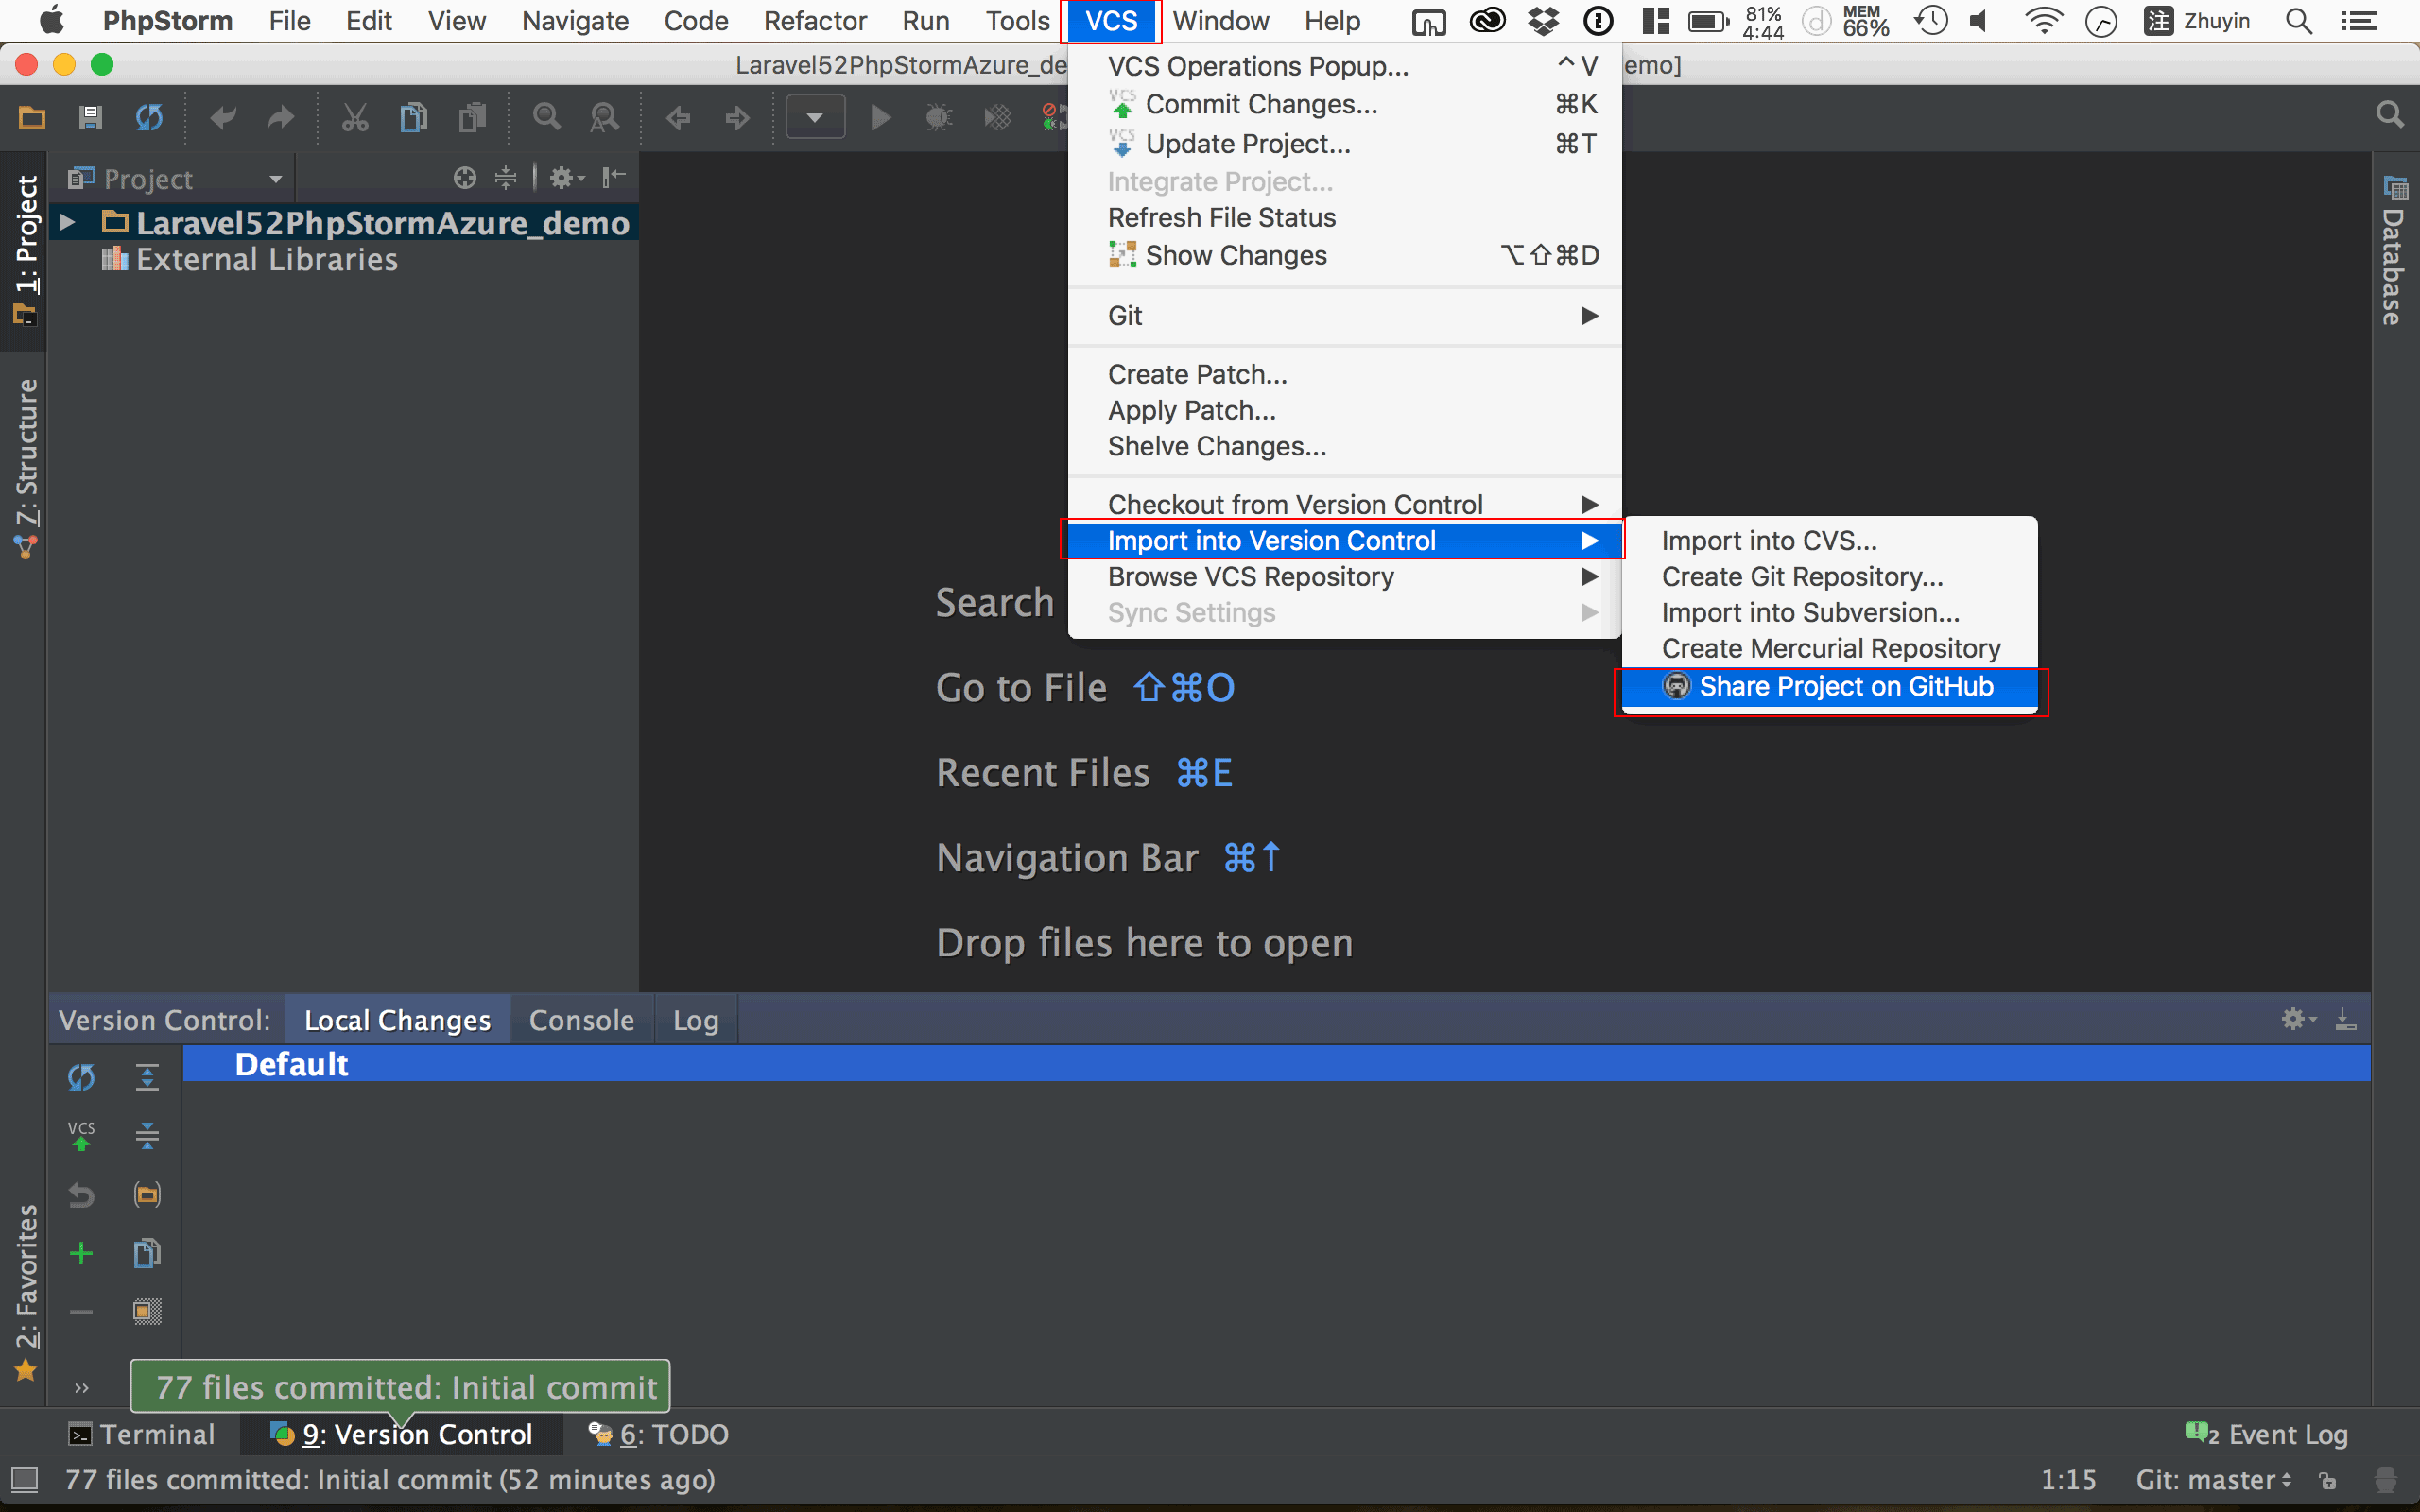 PhpStorm File Edit View Navigate Code Refactor Run Tools VCS Window Help 81% 4:44 d MEM 66% 注 Zhuyin
Laravel52PhpStormAzure_de emo]
VCS Operations Popup... ⌃V
VCS Commit Changes... ⌘K
VCS Update Project... ⌘T
Integrate Project...
Refresh File Status
Show Changes ⌥⇧⌘D
Git
Create Patch...
Apply Patch...
Shelve Changes...
Checkout from Version Control
Import into Version Control
Browse VCS Repository
Sync Settings
Import into CVS...
Create Git Repository...
Import into Subversion...
Create Mercurial Repository
Share Project on GitHub
Project
Laravel52PhpStormAzure_demo
External Libraries
1: Project
7: Structure
2: Favorites
Database
Search
Go to File ⇧⌘O
Recent Files ⌘E
Navigation Bar ⌘↑
Drop files here to open
Version Control: Local Changes Console Log
Default
VCS
77 files committed: Initial commit
Terminal 9: Version Control 6: TODO 2 Event Log
77 files committed: Initial commit (52 minutes ago) 1:15 Git: master